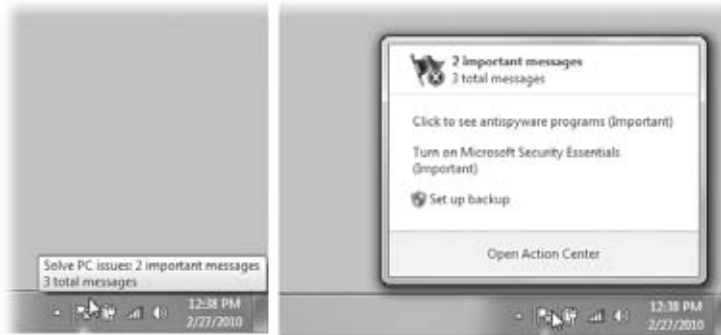 Solve PC issues: 2 important messages
3 total messages
12:38 PM
2/27/2010
2 important messages
3 total messages
Click to see antispyware programs (Important)
Turn on Microsoft Security Essentials
(Important)
Set up backup
Open Action Center
12:38 PM
2/27/2010